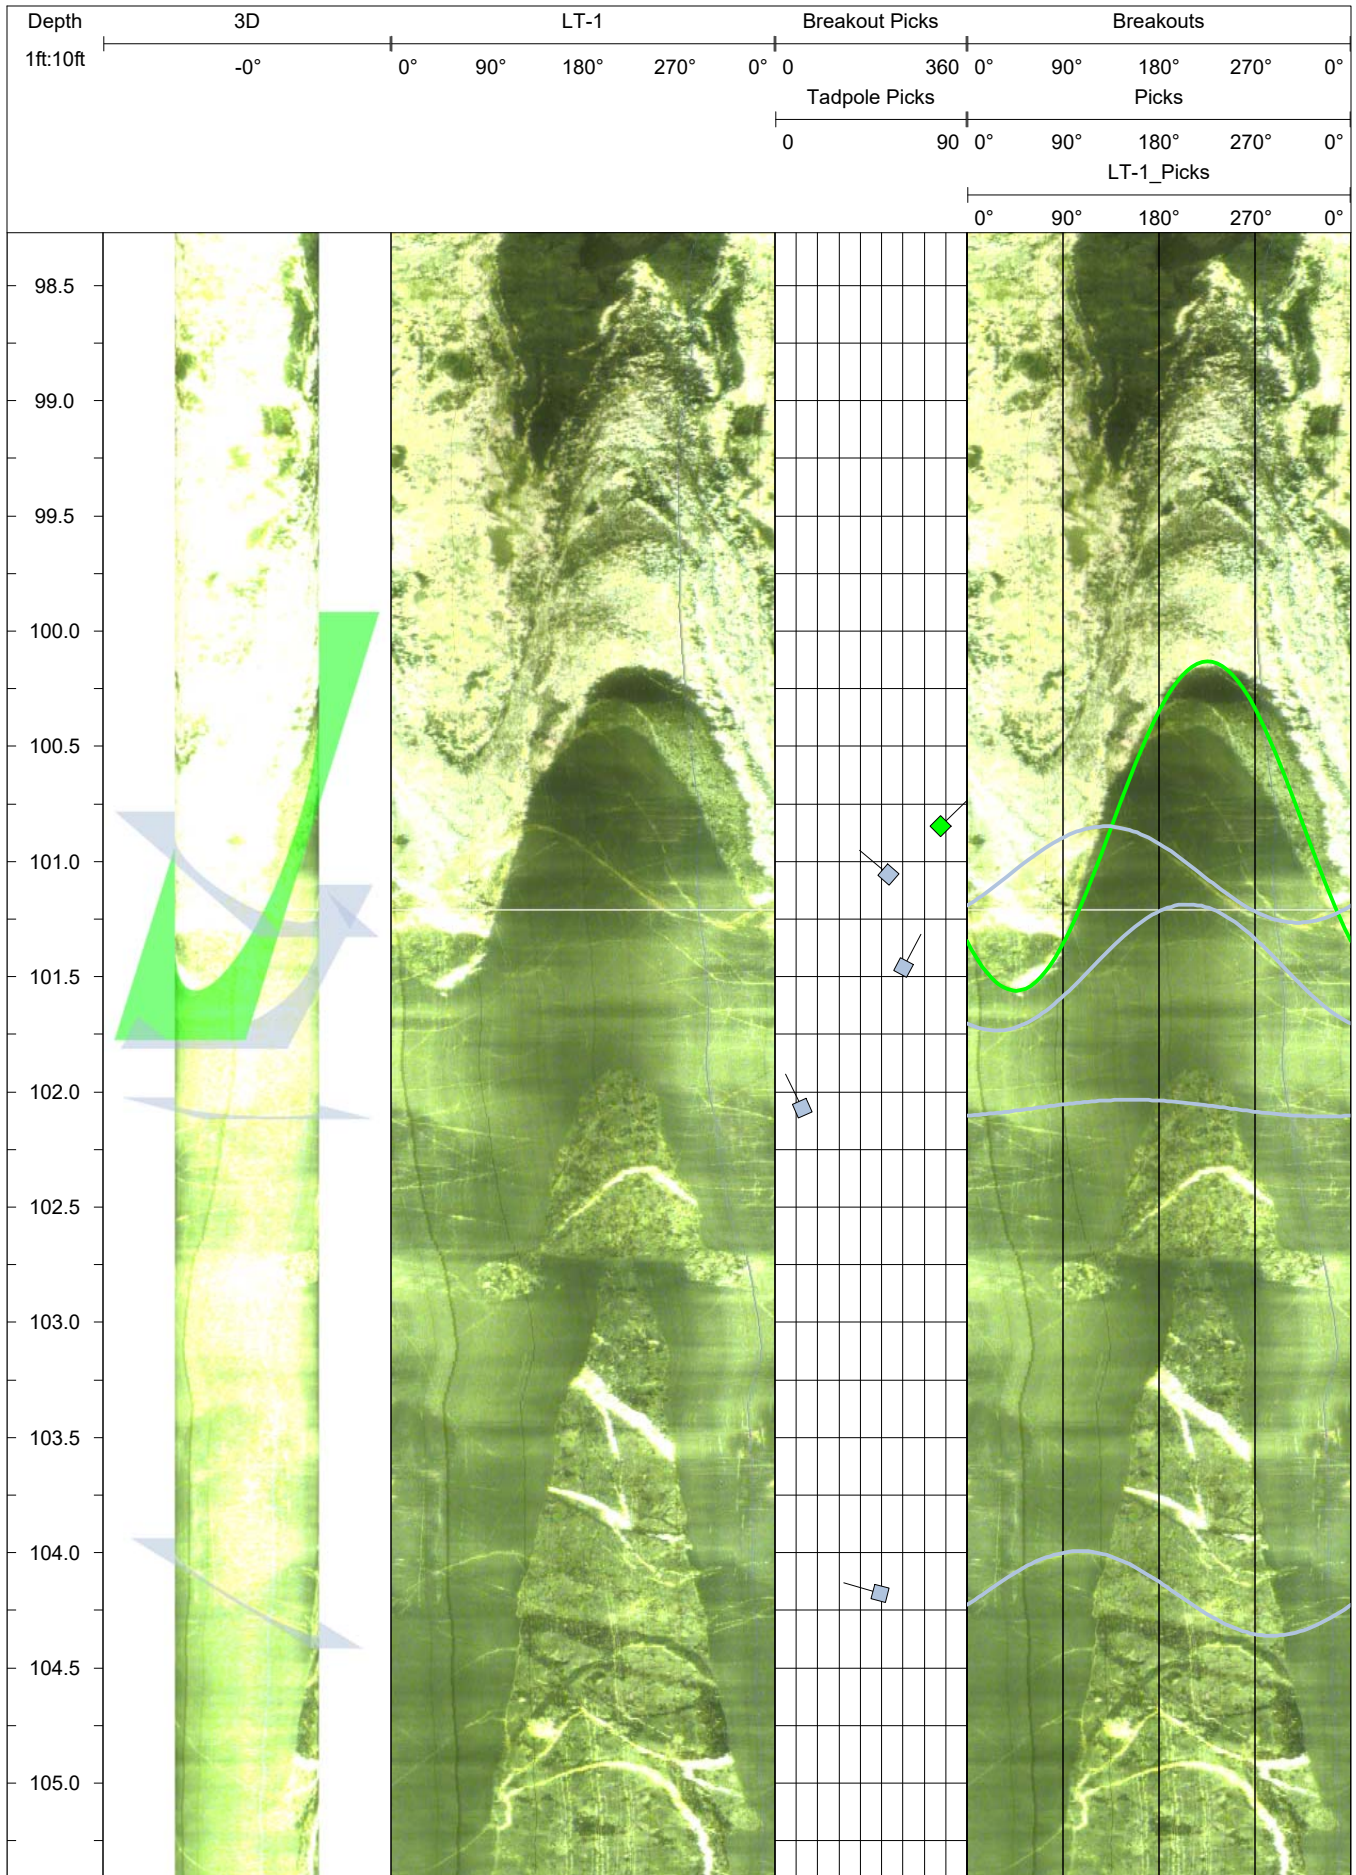 Depth 3D LT-1 Breakout Picks Breakouts
1ft:10ft -0° 0° 90° 180° 270° 0° 0 360 0° 90° 180° 270° 0°
Tadpole Picks Picks
0 90 0° 90° 180° 270° 0°
LT-1_Picks
0° 90° 180° 270° 0°
98.5
99.0
99.5
100.0
100.5
101.0
101.5
102.0
102.5
103.0
103.5
104.0
104.5
105.0